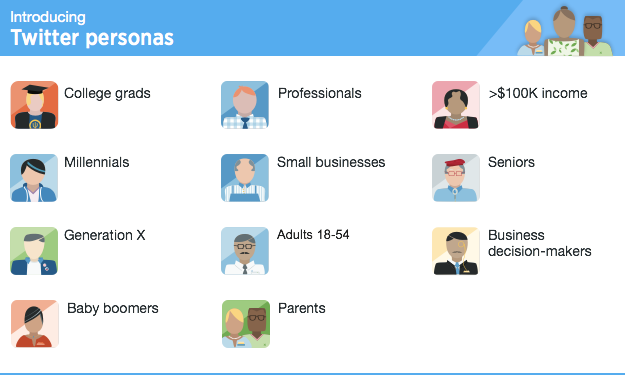 Introducing
Twitter personas
College grads
Professionals
>$100K income
Millennials
Small businesses
Seniors
Generation X
Adults 18-54
Business
decision-makers
Baby boomers
Parents